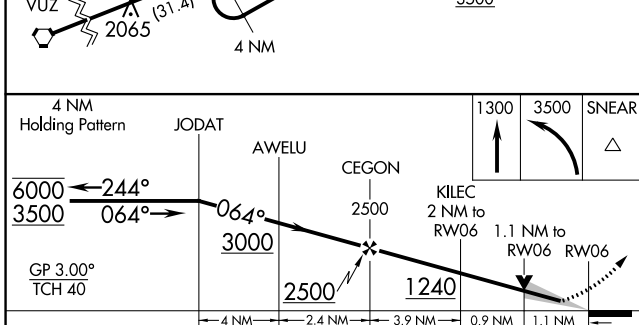 VUZ
2065
(31.4)
4 NM
3500
4 NM
Holding Pattern
JODAT
AWELU
CEGON
2500
KILEC
2 NM to
RW06
1.1 NM to
RW06
RW06
1300
3500
SNEAR
6000
244°
3500
064°
064°
3000
2500
1240
GP 3.00°
TCH 40
4 NM
2.4 NM
3.9 NM
0.9 NM
1.1 NM